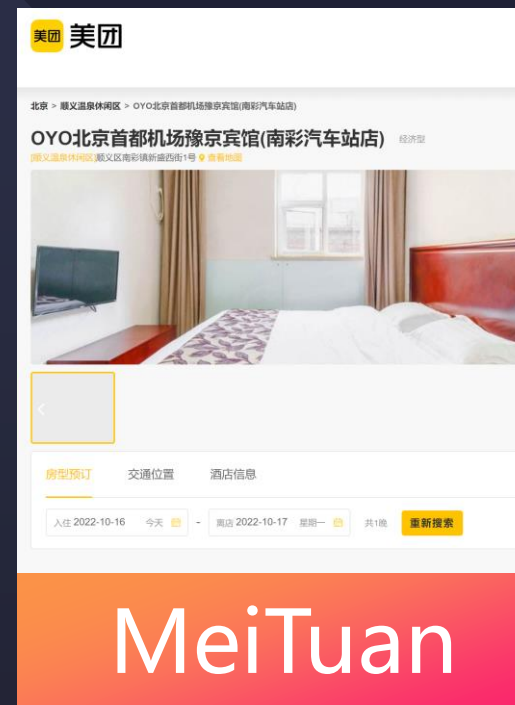 美团 美团
北京 > 顺义温泉休闲区 > OYO北京首都机场豫京宾馆(南彩汽车站店)
OYO北京首都机场豫京宾馆(南彩汽车站店) 经济型
[顺义温泉休闲区]顺义区南彩镇新盛西街1号 查看地图
房型预订 交通位置 酒店信息
入住 2022-10-16 今天 - 离店 2022-10-17 星期一 共1晚 重新搜索
MeiTuan